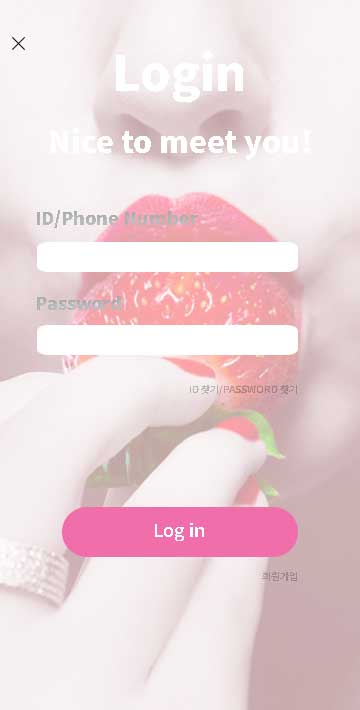 Login
Nice to meet you!
ID/Phone Number
Password
ID 찾기/PASSWORD 찾기
Log in
회원가입